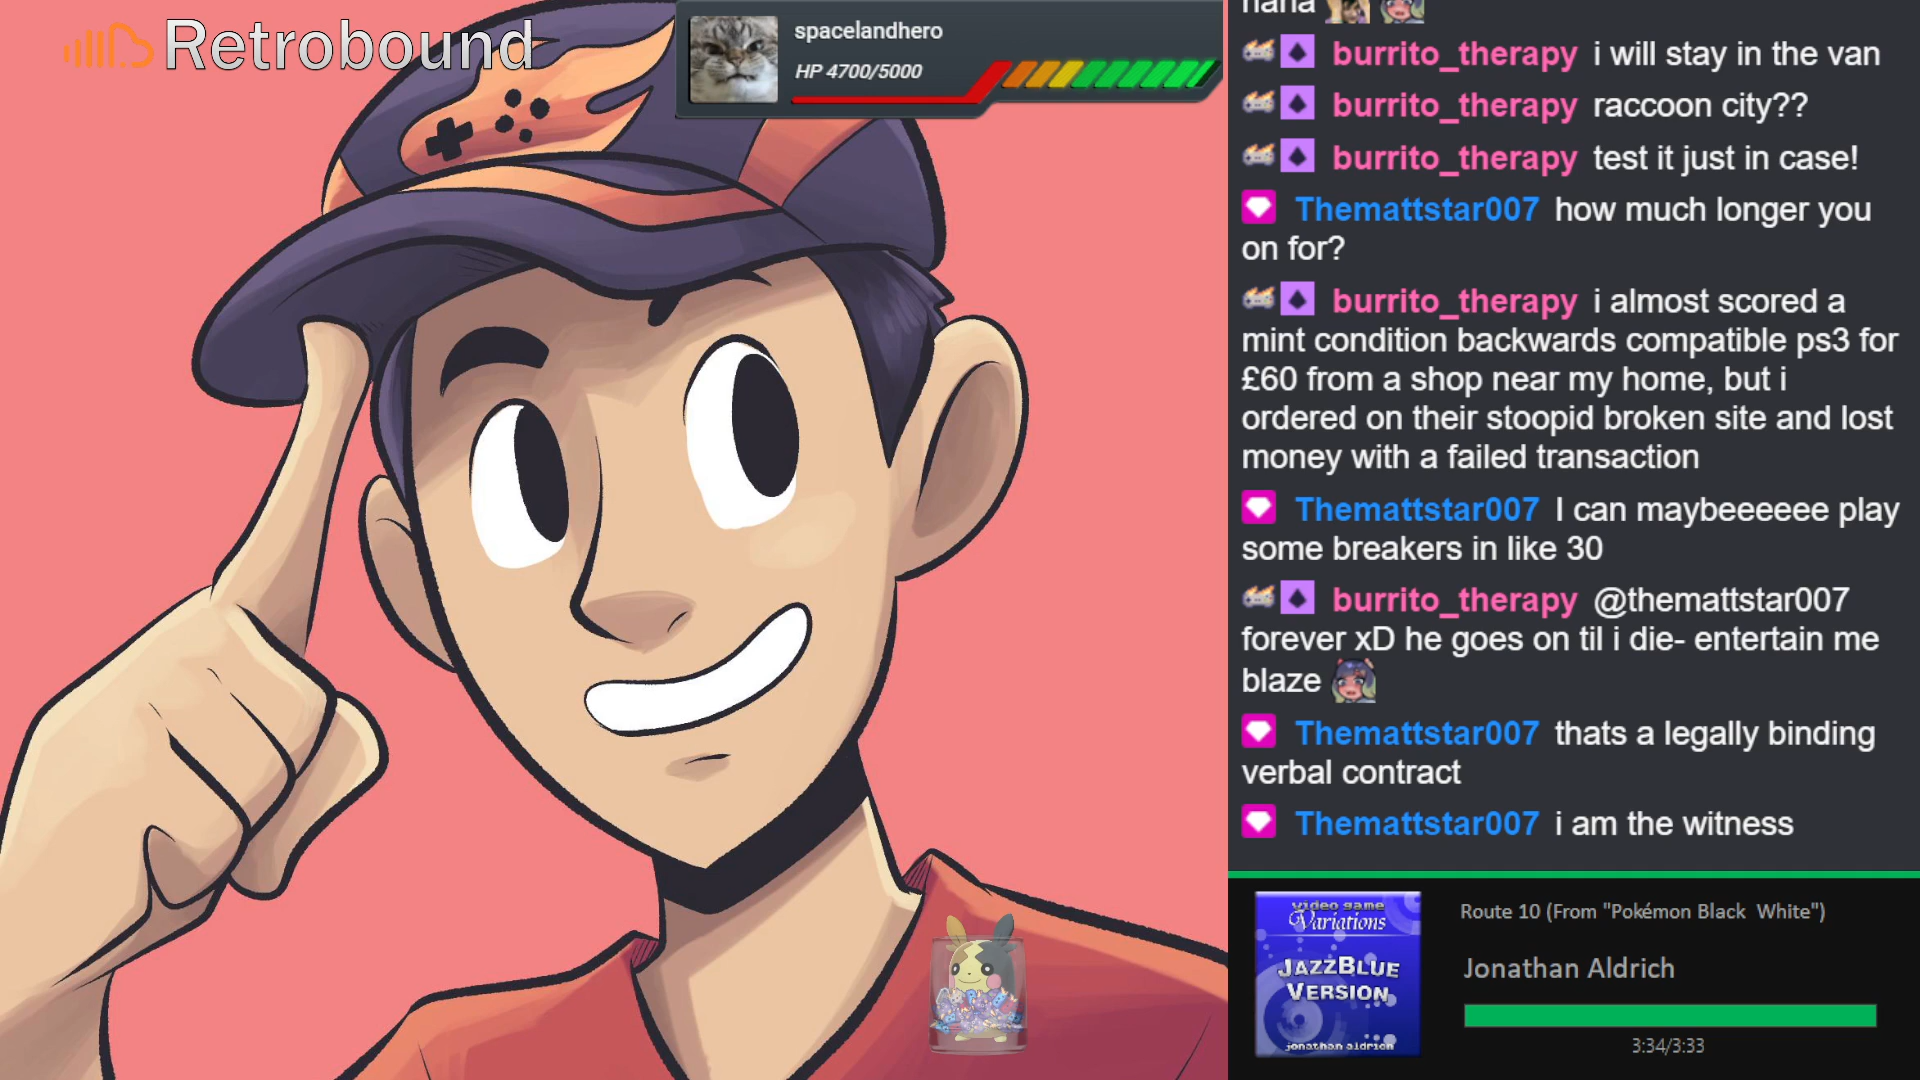 Retrobound
spacelandhero
HP 4700/5000
haha
burrito_therapy i will stay in the van
burrito_therapy raccoon city??
burrito_therapy test it just in case!
Themattstar007 how much longer you
on for?
burrito_therapy i almost scored a
mint condition backwards compatible ps3 for
£60 from a shop near my home, but i
ordered on their stoopid broken site and lost
money with a failed transaction
Themattstar007 I can maybeeeeee play
some breakers in like 30
burrito_therapy @themattstar007
forever xD he goes on til i die- entertain me
blaze
Themattstar007 thats a legally binding
verbal contract
Themattstar007 i am the witness
video game
Variations
JAZZBLUE
VERSION
jonathan aldrich
Route 10 (From "Pokémon Black  White")
Jonathan Aldrich
3:34/3:33